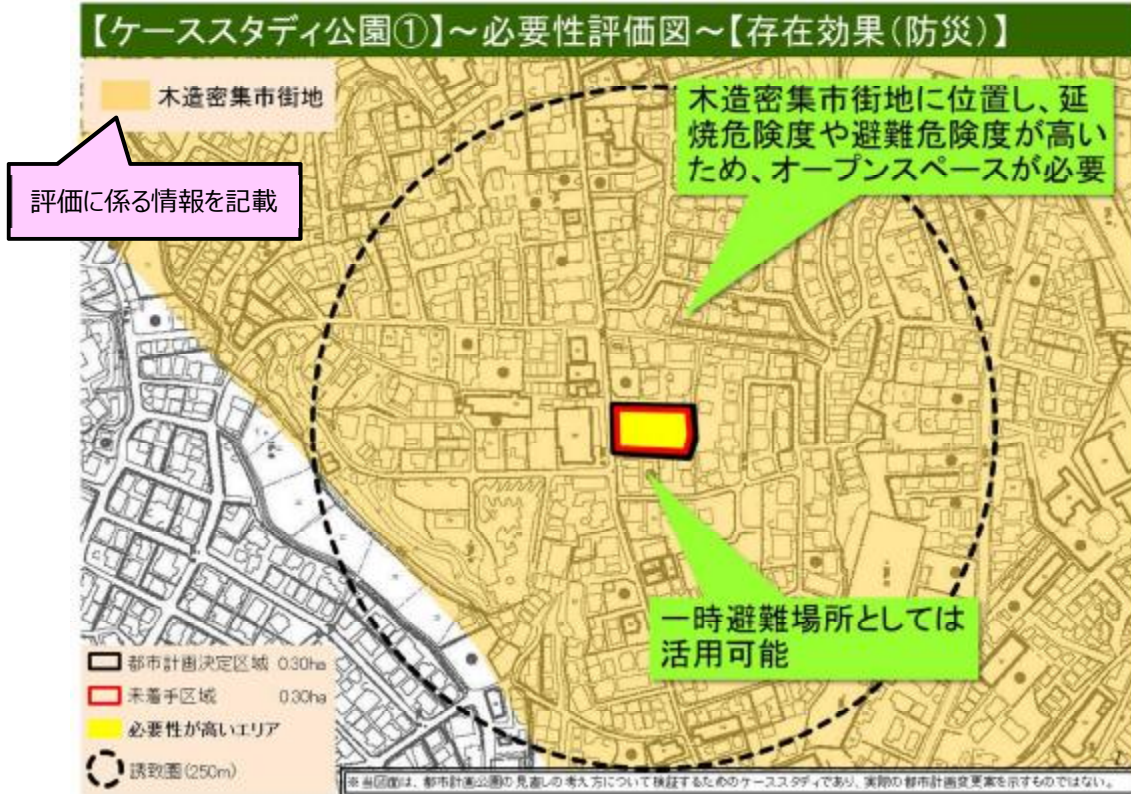 【ケーススタディ公園①】～必要性評価図～【存在効果(防災)】
木造密集市街地
評価に係る情報を記載
木造密集市街地に位置し、延
焼危険度や避難危険度が高い
ため、オープンスペースが必要
一時避難場所としては
活用可能
都市計画決定区域 0.30ha
未着手区域 0.30ha
必要性が高いエリア
誘致圏(250m)
※当図面は、都市計画公園の見直しの考え方について検証するためのケーススタディであり、実際の都市計画変更案を示すものではない。